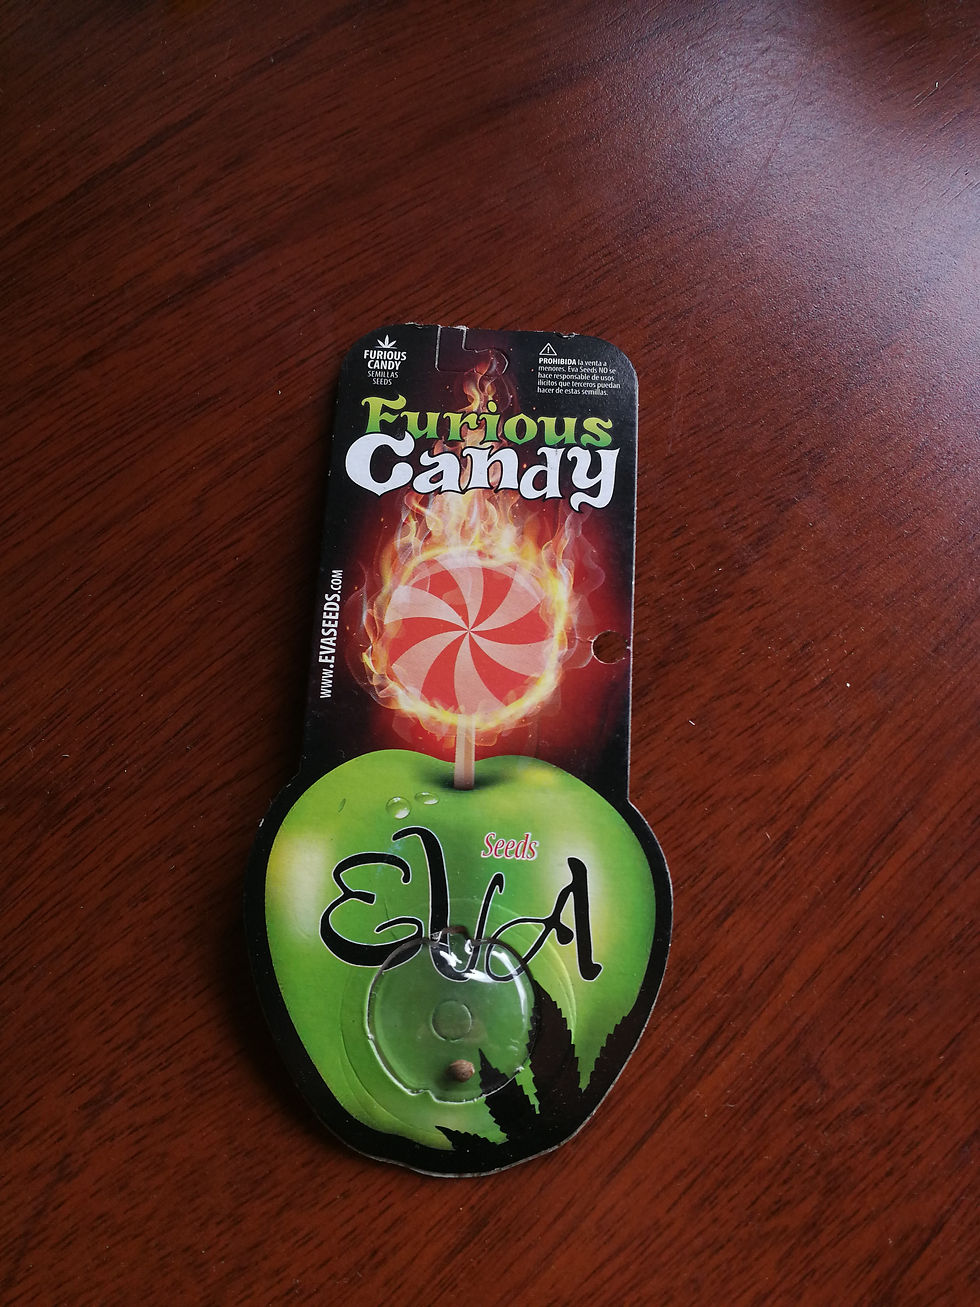 FURIOUS
CANDY
SEMILLAS
SEEDS
PROHIBIDA la venta a
menores. Eva Seeds NO se
hace responsable de usos
ilícitos que terceros puedan
hacer de estas semillas.
Furious
Candy
www.EVASEEDS.COM
Seeds
EVA